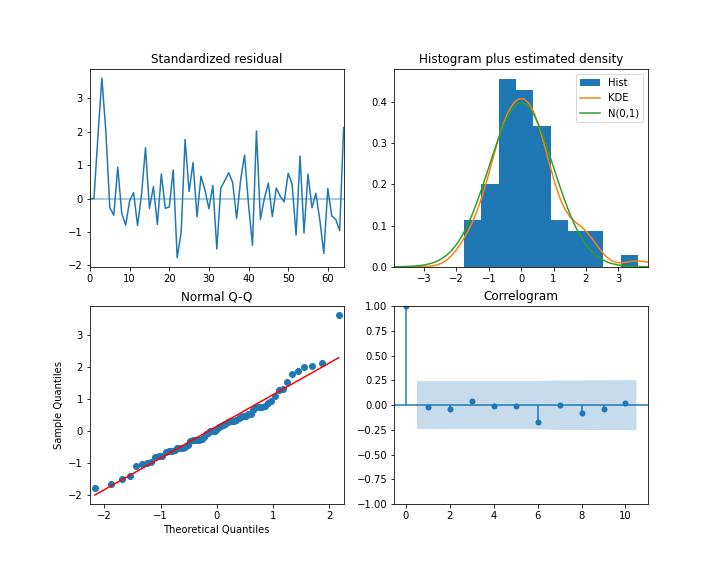 Standardized residual
3
2
1
0
−1
−2
0 10 20 30 40 50 60
Histogram plus estimated density
Hist
KDE
N(0,1)
0.4
0.3
0.2
0.1
0.0
−3 −2 −1 0 1 2 3
Normal Q-Q
Sample Quantiles
3
2
1
0
−1
−2
−2 −1 0 1 2
Theoretical Quantiles
Correlogram
1.00
0.75
0.50
0.25
0.00
−0.25
−0.50
−0.75
−1.00
0 2 4 6 8 10